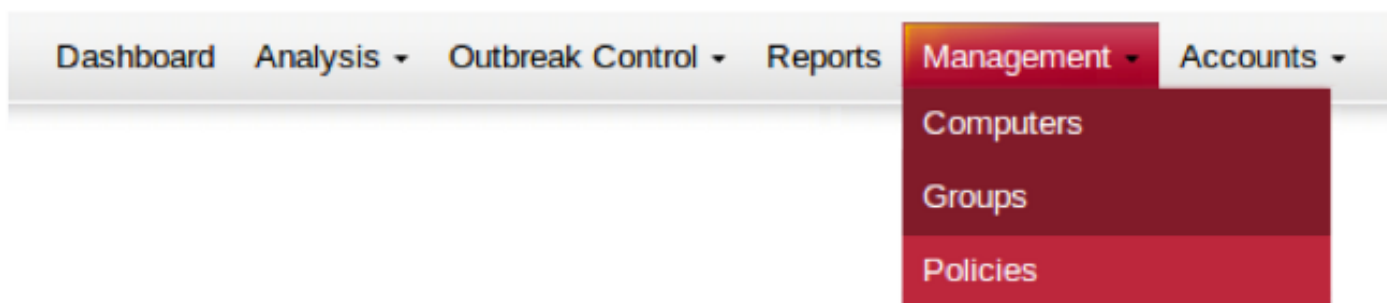 Dashboard Analysis Outbreak Control Reports Management Accounts
Computers
Groups
Policies